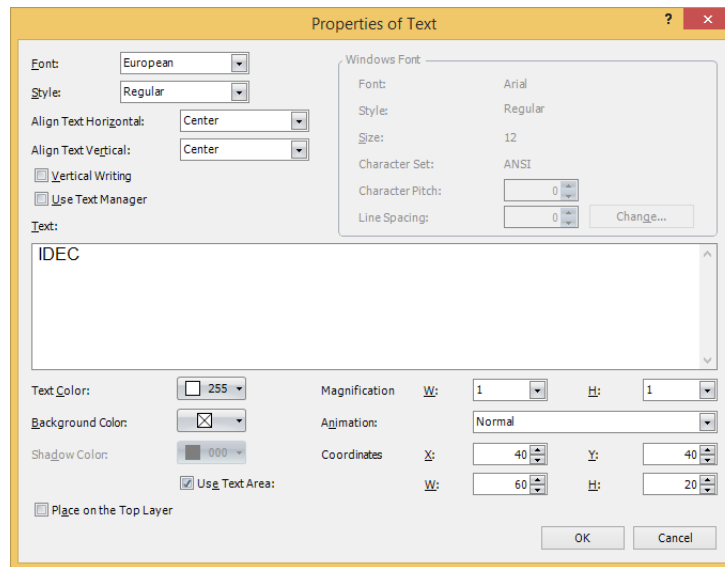 Properties of Text
? ×
Font: European
Style: Regular
Align Text Horizontal: Center
Align Text Vertical: Center
Vertical Writing
Use Text Manager
Windows Font
Font: Arial
Style: Regular
Size: 12
Character Set: ANSI
Character Pitch: 0
Line Spacing: 0 Change...
Text:
IDEC
Text Color: 255 Magnification W: 1 H: 1
Background Color: Animation: Normal
Shadow Color: 000 Coordinates X: 40 Y: 40
Use Text Area: W: 60 H: 20
Place on the Top Layer
OK Cancel